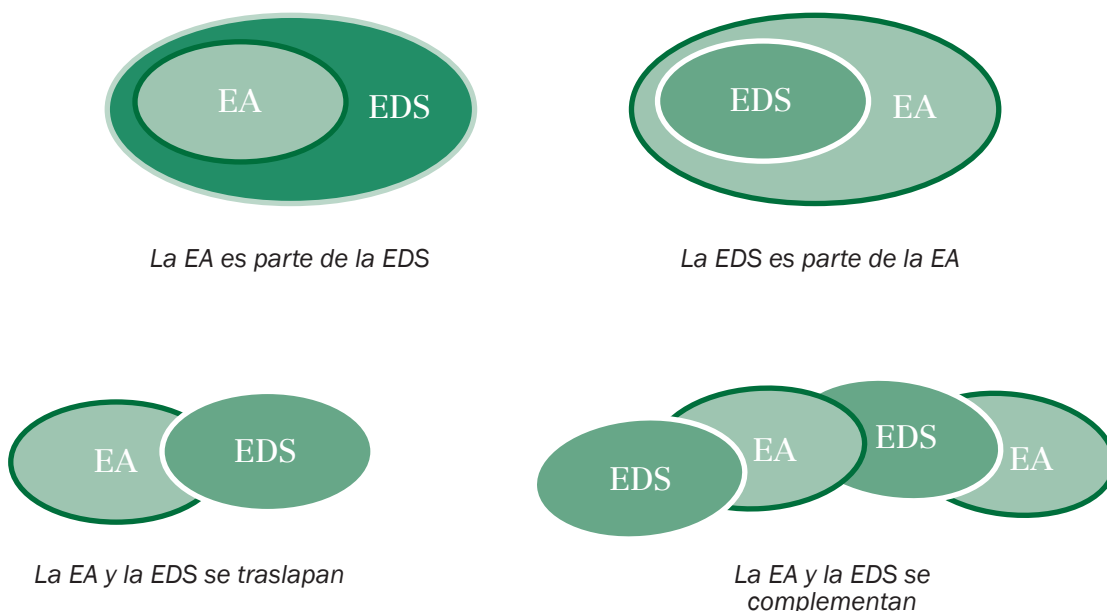 EA
EDS
EDS
EA
La EA es parte de la EDS
La EDS es parte de la EA
EA
EDS
EDS
EA
EDS
EA
La EA y la EDS se traslapan
La EA y la EDS se
complementan